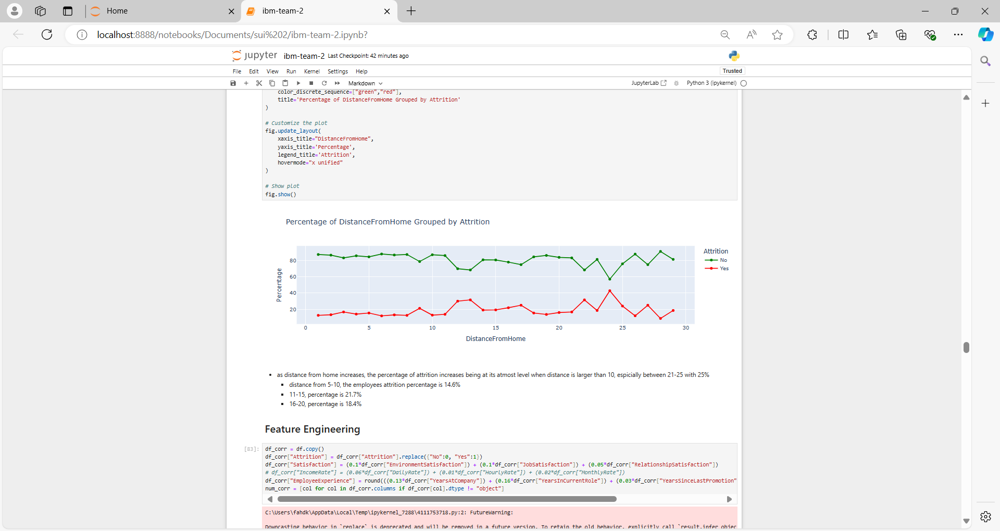 Home
ibm-team-2
localhost:8888/notebooks/Documents/sui%202/ibm-team-2.ipynb?
jupyter ibm-team-2 Last Checkpoint: 42 minutes ago
File Edit View Run Kernel Settings Help
Trusted
Markdown
JupyterLab
Python 3 (ipykernel)
color_discrete_sequence=["green","red"],
title='Percentage of DistanceFromHome Grouped by Attrition'
)
# Customize the plot
fig.update_layout(
xaxis_title="DistanceFromHome",
yaxis_title='Percentage',
legend_title='Attrition',
hovermode="x unified"
)
# Show plot
fig.show()
Percentage of DistanceFromHome Grouped by Attrition
Attrition
No
Yes
80
60
40
20
Percentage
0 5 10 15 20 25 30
DistanceFromHome
• as distance from home increases, the percentage of attrition increases being at its atmost level when distance is larger than 10, espicially between 21-25 with 25%
▪ distance from 5-10, the employees attrition percentage is 14.6%
▪ 11-15, percentage is 21.7%
▪ 16-20, percentage is 18.4%
Feature Engineering
[83]:
df_corr = df.copy()
df_corr["Attrition"] = df_corr["Attrition"].replace({"No":0, "Yes":1})
df_corr["Satisfaction"] = (0.1*df_corr["EnvironmentSatisfaction"]) + (0.1*df_corr["JobSatisfaction"]) + (0.05*df_corr["RelationshipSatisfaction"])
# df_corr["IncomeRate"] = (0.06*df_corr["DailyRate"]) + (0.01*df_corr["HourlyRate"]) + (0.02*df_corr["MonthlyRate"])
df_corr["EmployeeExperience"] = round(((0.13*df_corr["YearsAtCompany"]) + (0.16*df_corr["YearsInCurrentRole"]) + (0.03*df_corr["YearsSinceLastPromotion"
num_corr = [col for col in df_corr.columns if df_corr[col].dtype != "object"]
C:\Users\fahdk\AppData\Local\Temp\ipykernel_7288\4111753718.py:2: FutureWarning:
Downcasting behavior in `replace` is deprecated and will be removed in a future version. To retain the old behavior, explicitly call `result.infer_objec